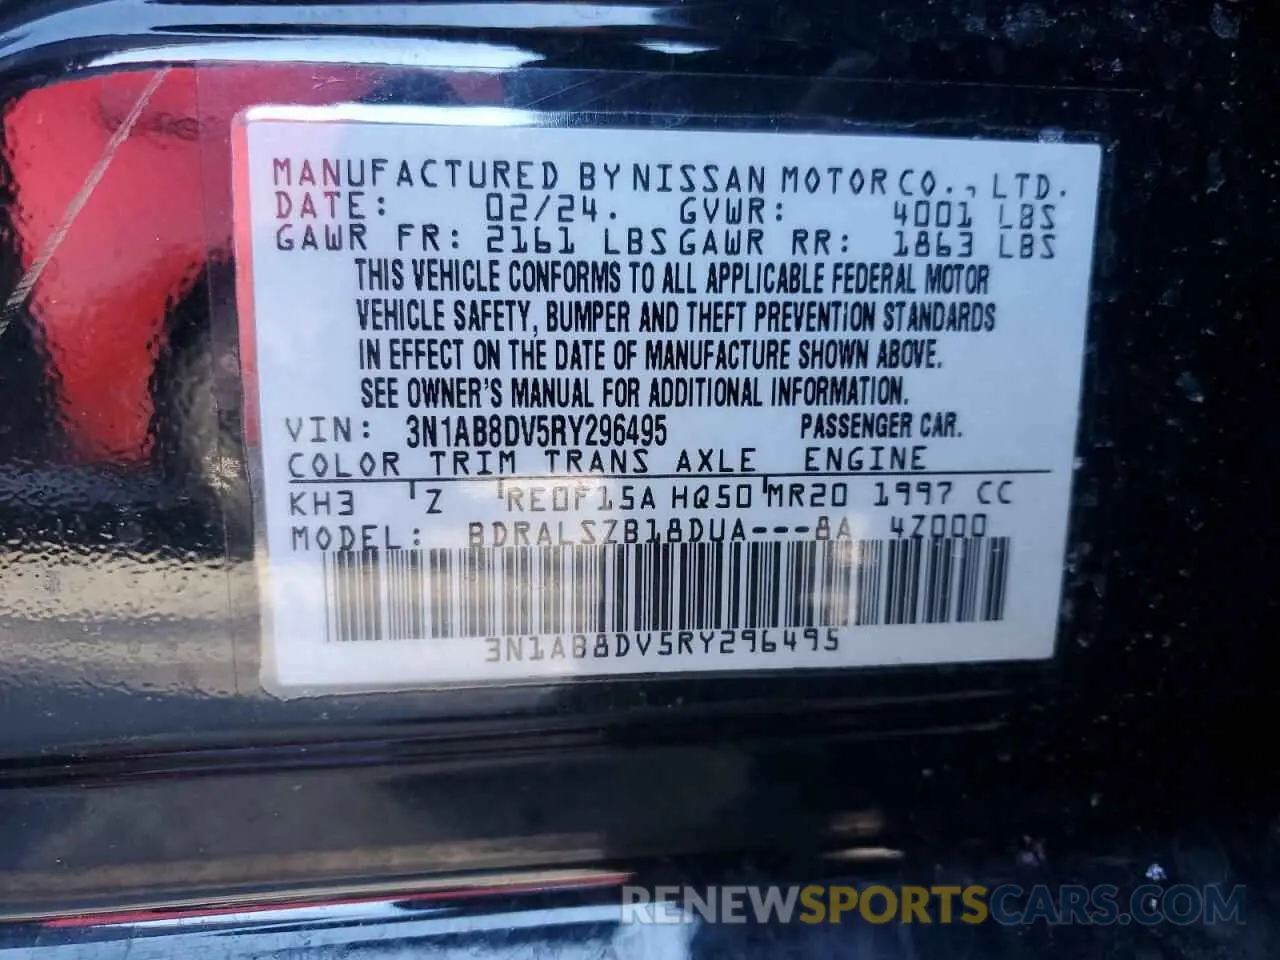 MANUFACTURED BY NISSAN MOTOR CO., LTD.
DATE: 02/24. GVWR: 4001 LBS
GAWR FR: 2161 LBS GAWR RR: 1863 LBS
THIS VEHICLE CONFORMS TO ALL APPLICABLE FEDERAL MOTOR
VEHICLE SAFETY, BUMPER AND THEFT PREVENTION STANDARDS
IN EFFECT ON THE DATE OF MANUFACTURE SHOWN ABOVE.
SEE OWNER'S MANUAL FOR ADDITIONAL INFORMATION.
VIN: 3N1AB8DV5RY296495 PASSENGER CAR.
COLOR TRIM TRANS AXLE ENGINE
KH3 Z RE0F15A HQ50 MR20 1997 CC
MODEL: BDRALSZB18DUA---8A 4Z000
3N1AB8DV5RY296495
RENEWSPORTSCARS.COM